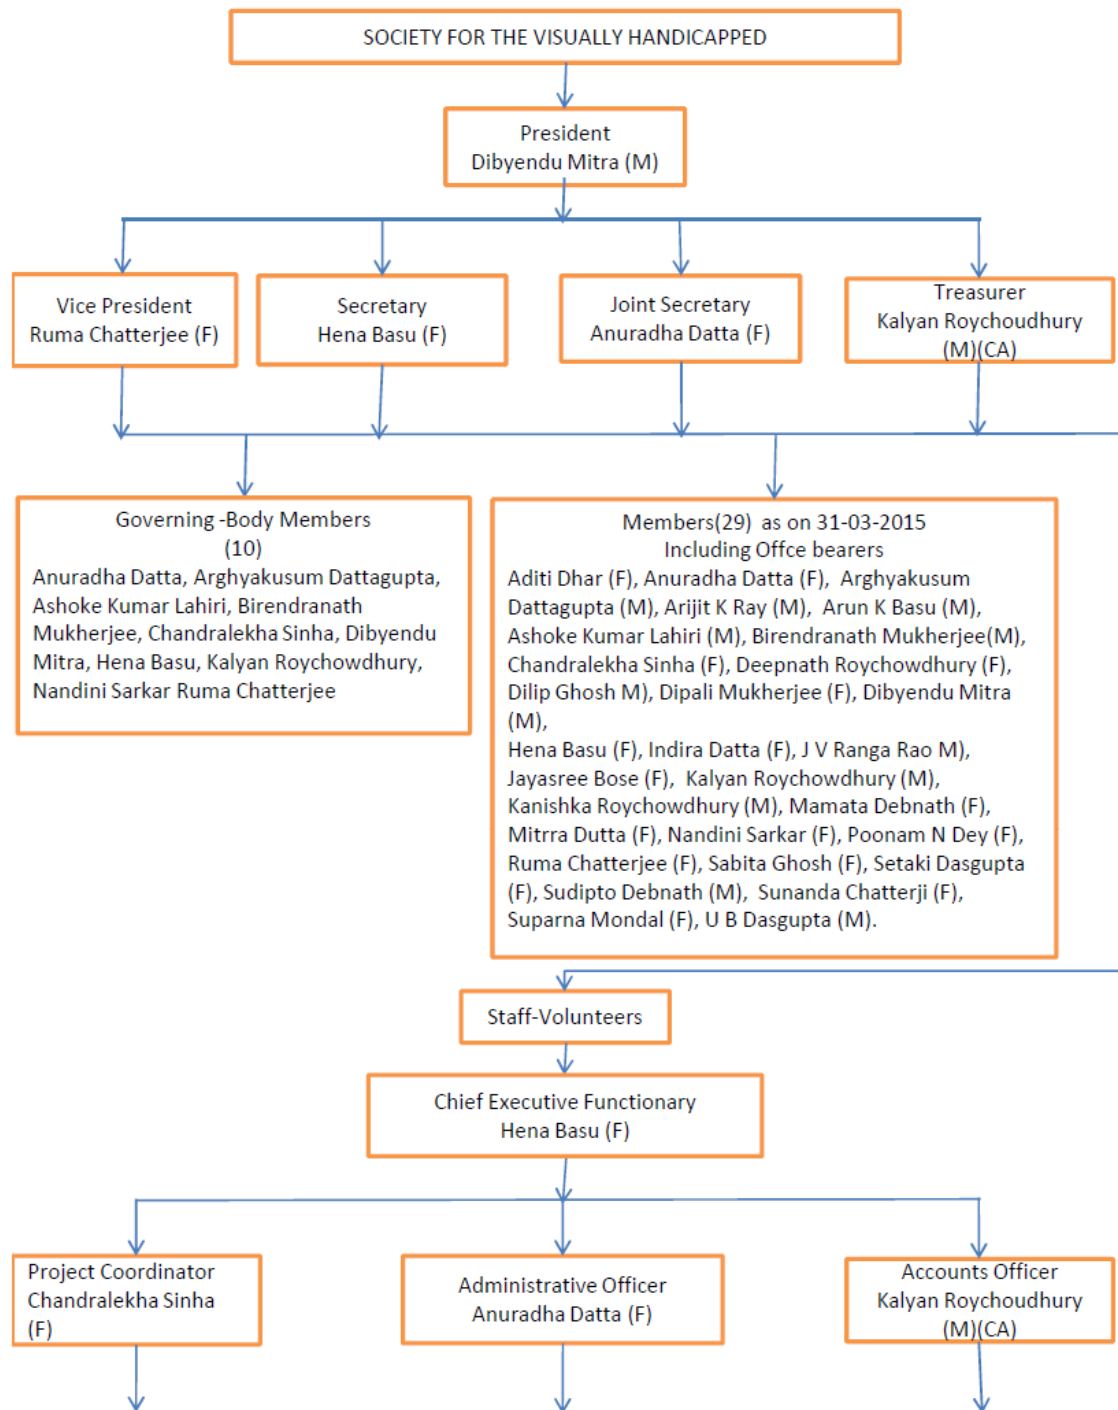 SOCIETY FOR THE VISUALLY HANDICAPPED
President
Dibyendu Mitra (M)
Vice President
Ruma Chatterjee (F)
Secretary
Hena Basu (F)
Joint Secretary
Anuradha Datta (F)
Treasurer
Kalyan Roychoudhury
(M)(CA)
Governing -Body Members
(10)
Anuradha Datta, Arghyakusum Dattagupta,
Ashoke Kumar Lahiri, Birendranath
Mukherjee, Chandralekha Sinha, Dibyendu
Mitra, Hena Basu, Kalyan Roychowdhury,
Nandini Sarkar Ruma Chatterjee
Members(29) as on 31-03-2015
Including Offce bearers
Aditi Dhar (F), Anuradha Datta (F), Arghyakusum
Dattagupta (M), Arijit K Ray (M), Arun K Basu (M),
Ashoke Kumar Lahiri (M), Birendranath Mukherjee(M),
Chandralekha Sinha (F), Deepnath Roychowdhury (F),
Dilip Ghosh M), Dipali Mukherjee (F), Dibyendu Mitra
(M),
Hena Basu (F), Indira Datta (F), J V Ranga Rao M),
Jayasree Bose (F), Kalyan Roychowdhury (M),
Kanishka Roychowdhury (M), Mamata Debnath (F),
Mitrra Dutta (F), Nandini Sarkar (F), Poonam N Dey (F),
Ruma Chatterjee (F), Sabita Ghosh (F), Setaki Dasgupta
(F), Sudipto Debnath (M), Sunanda Chatterji (F),
Suparna Mondal (F), U B Dasgupta (M).
Staff-Volunteers
Chief Executive Functionary
Hena Basu (F)
Project Coordinator
Chandralekha Sinha
(F)
Administrative Officer
Anuradha Datta (F)
Accounts Officer
Kalyan Roychoudhury
(M)(CA)